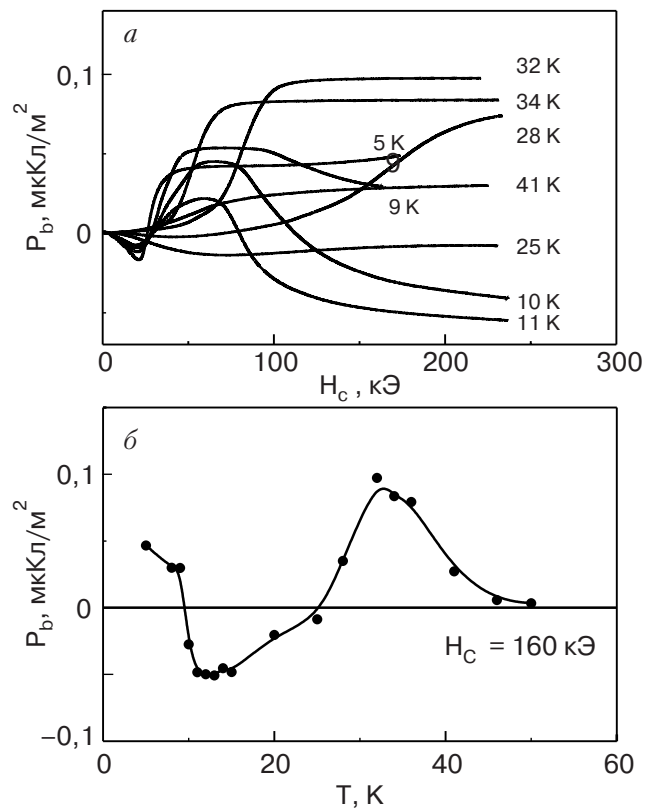 а
P_b, мкКл/м²
0,1
0
32 K
34 K
28 K
5 K
9 K
41 K
25 K
10 K
11 K
0 100 200 300
H_c , кЭ
б
P_b, мкКл/м²
0,1
0
−0,1
H_C = 160 кЭ
0 20 40 60
T, K